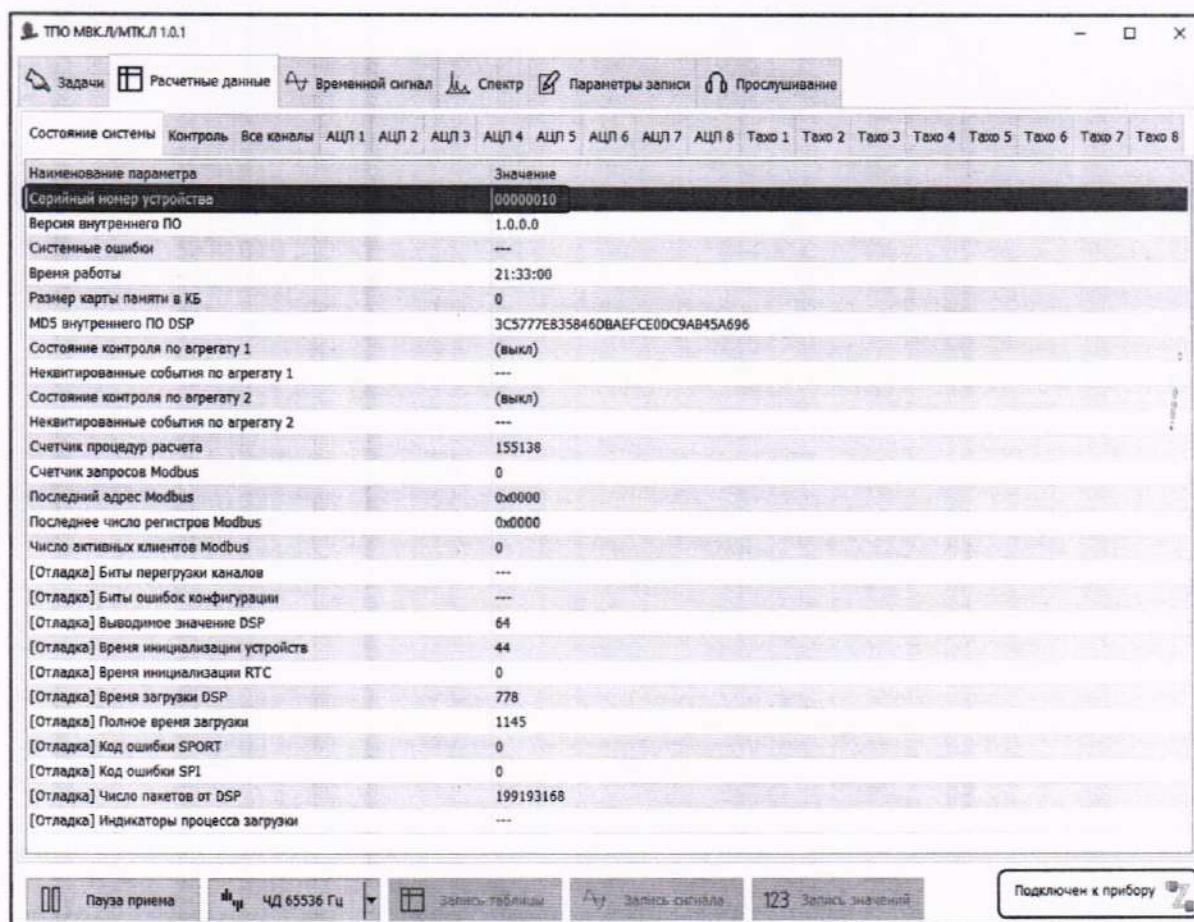 ТПО МВК.Л/МТК.Л 1.0.1
Задачи Расчетные данные Временной сигнал Спектр Параметры записи Прослушивание
Состояние системы Контроль Все каналы АЦП 1 АЦП 2 АЦП 3 АЦП 4 АЦП 5 АЦП 6 АЦП 7 АЦП 8 Тахо 1 Тахо 2 Тахо 3 Тахо 4 Тахо 5 Тахо 6 Тахо 7 Тахо 8
Наименование параметра Значение
Серийный номер устройства 00000010
Версия внутреннего ПО 1.0.0.0
Системные ошибки
Время работы 21:33:00
Размер карты памяти в КБ 0
MD5 внутреннего ПО DSP 3C5777E835846DBAEFCE0DC9AB45A696
Состояние контроля по агрегату 1 (выкл)
Неквитированные события по агрегату 1 ---
Состояние контроля по агрегату 2 (выкл)
Неквитированные события по агрегату 2 ---
Счетчик процедур расчета 155138
Счетчик запросов Modbus 0
Последний адрес Modbus 0x0000
Последнее число регистров Modbus 0x0000
Число активных клиентов Modbus 0
[Отладка] Биты перегрузки каналов ---
[Отладка] Биты ошибок конфигурации ---
[Отладка] Выводимое значение DSP 64
[Отладка] Время инициализации устройств 44
[Отладка] Время инициализации RTC 0
[Отладка] Время загрузки DSP 778
[Отладка] Полное время загрузки 1145
[Отладка] Код ошибки SPORT 0
[Отладка] Код ошибки SPI 0
[Отладка] Число пакетов от DSP 199193168
[Отладка] Индикаторы процесса загрузки ---
Пауза приема ЧД 65536 Гц Запись таблицы Запись сигнала 123 Запись значений Подключен к прибору